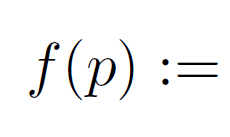 f(p) :=